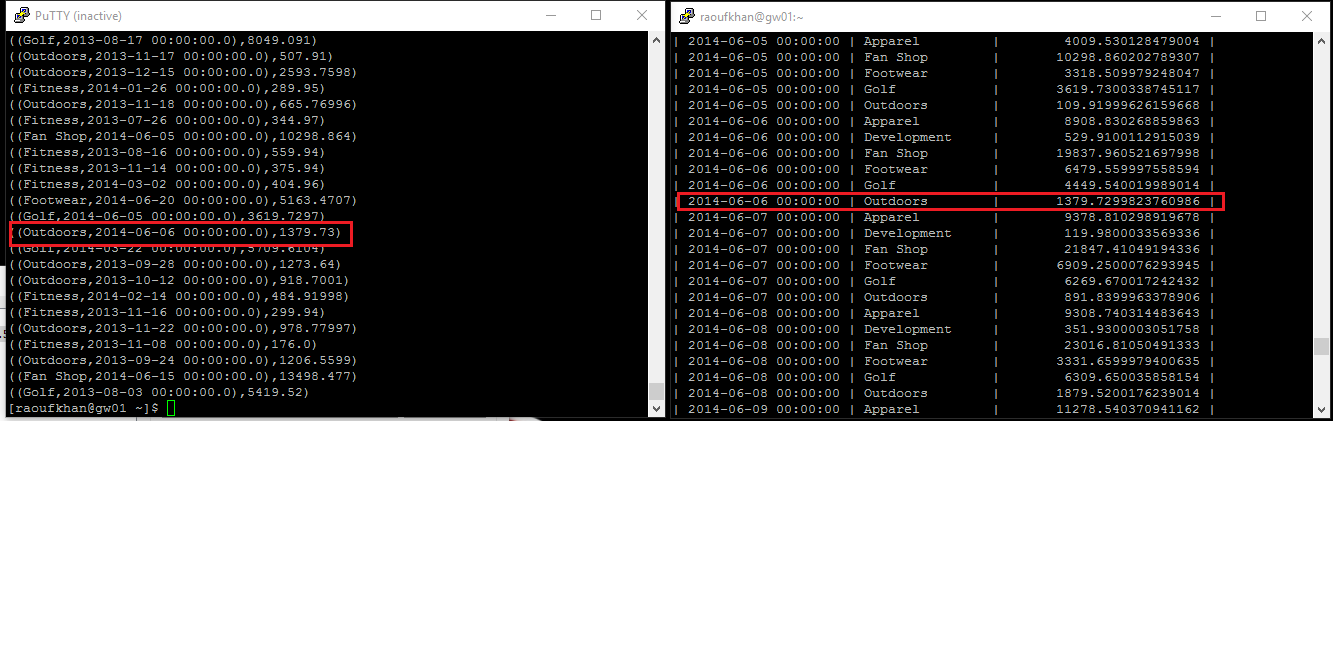 PuTTY (inactive)
((Golf,2013-08-17 00:00:00.0),8049.091)
((Outdoors,2013-11-17 00:00:00.0),507.91)
((Outdoors,2013-12-15 00:00:00.0),2593.7598)
((Fitness,2014-01-26 00:00:00.0),289.95)
((Outdoors,2013-11-18 00:00:00.0),665.76996)
((Fitness,2013-07-26 00:00:00.0),344.97)
((Fan Shop,2014-06-05 00:00:00.0),10298.864)
((Fitness,2013-08-16 00:00:00.0),559.94)
((Fitness,2013-11-14 00:00:00.0),375.94)
((Fitness,2014-03-02 00:00:00.0),404.96)
((Footwear,2014-06-20 00:00:00.0),5163.4707)
((Golf,2014-06-05 00:00:00.0),3619.7297)
((Outdoors,2014-06-06 00:00:00.0),1379.73)
((Golf,2014-03-22 00:00:00.0),5709.6104)
((Outdoors,2013-09-28 00:00:00.0),1273.64)
((Outdoors,2013-10-12 00:00:00.0),918.7001)
((Fitness,2014-02-14 00:00:00.0),484.91998)
((Fitness,2013-11-16 00:00:00.0),299.94)
((Outdoors,2013-11-22 00:00:00.0),978.77997)
((Fitness,2013-11-08 00:00:00.0),176.0)
((Outdoors,2013-09-24 00:00:00.0),1206.5599)
((Fan Shop,2014-06-15 00:00:00.0),13498.477)
((Golf,2013-08-03 00:00:00.0),5419.52)
[raoufkhan@gw01 ~]$
raoufkhan@gw01:~
| 2014-06-05 00:00:00 | Apparel | 4009.530128479004 |
| 2014-06-05 00:00:00 | Fan Shop | 10298.860202789307 |
| 2014-06-05 00:00:00 | Footwear | 3318.509979248047 |
| 2014-06-05 00:00:00 | Golf | 3619.7300338745117 |
| 2014-06-05 00:00:00 | Outdoors | 109.91999626159668 |
| 2014-06-06 00:00:00 | Apparel | 8908.830268859863 |
| 2014-06-06 00:00:00 | Development | 529.9100112915039 |
| 2014-06-06 00:00:00 | Fan Shop | 19837.960521697998 |
| 2014-06-06 00:00:00 | Footwear | 6479.559997558594 |
| 2014-06-06 00:00:00 | Golf | 4449.540019989014 |
| 2014-06-06 00:00:00 | Outdoors | 1379.7299823760986 |
| 2014-06-07 00:00:00 | Apparel | 9378.810298919678 |
| 2014-06-07 00:00:00 | Development | 119.9800033569336 |
| 2014-06-07 00:00:00 | Fan Shop | 21847.41049194336 |
| 2014-06-07 00:00:00 | Footwear | 6909.2500076293945 |
| 2014-06-07 00:00:00 | Golf | 6269.670017242432 |
| 2014-06-07 00:00:00 | Outdoors | 891.8399963378906 |
| 2014-06-08 00:00:00 | Apparel | 9308.740314483643 |
| 2014-06-08 00:00:00 | Development | 351.9300003051758 |
| 2014-06-08 00:00:00 | Fan Shop | 23016.81050491333 |
| 2014-06-08 00:00:00 | Footwear | 3331.6599979400635 |
| 2014-06-08 00:00:00 | Golf | 6309.650035858154 |
| 2014-06-08 00:00:00 | Outdoors | 1879.5200176239014 |
| 2014-06-09 00:00:00 | Apparel | 11278.540370941162 |